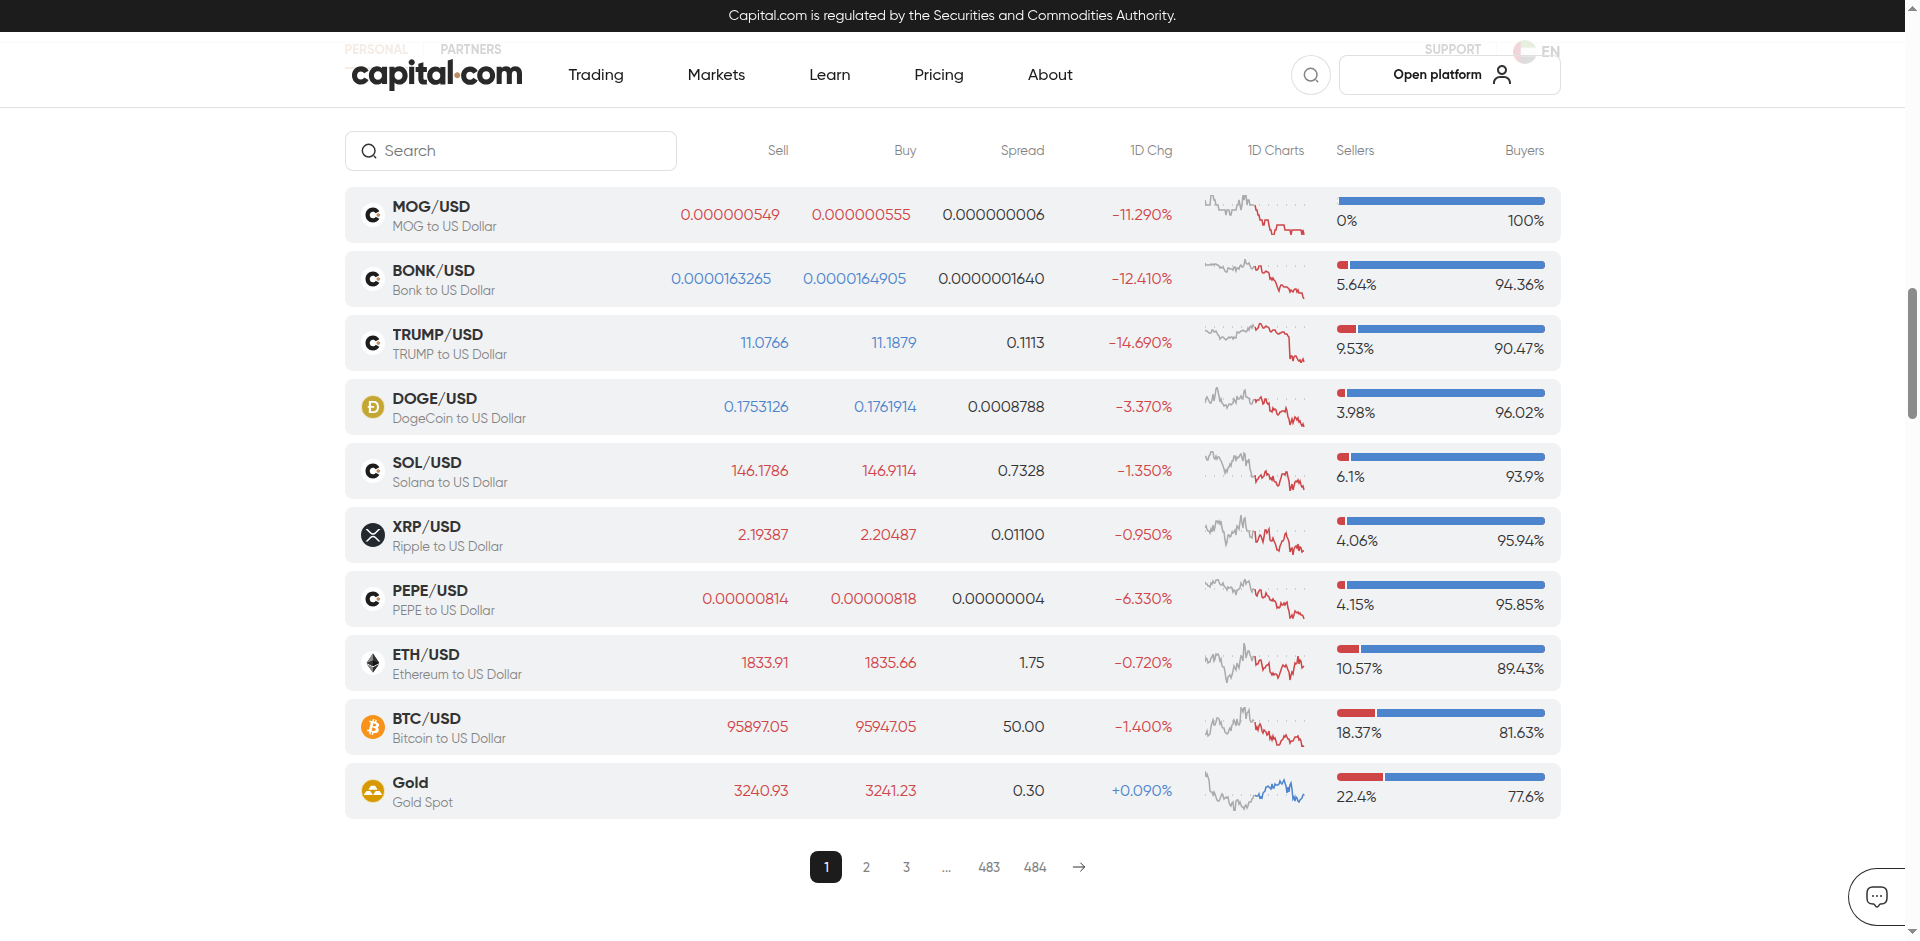 Capital.com is regulated by the Securities and Commodities Authority.
PERSONAL PARTNERS SUPPORT EN
capital.com Trading Markets Learn Pricing About Open platform
Search Sell Buy Spread 1D Chg 1D Charts Sellers Buyers
MOG/USD 0.000000549 0.000000555 0.000000006 -11.290% 0% 100%
MOG to US Dollar
BONK/USD 0.0000163265 0.0000164905 0.0000001640 -12.410% 5.64% 94.36%
Bonk to US Dollar
TRUMP/USD 11.0766 11.1879 0.1113 -14.690% 9.53% 90.47%
TRUMP to US Dollar
DOGE/USD 0.1753126 0.1761914 0.0008788 -3.370% 3.98% 96.02%
DogeCoin to US Dollar
SOL/USD 146.1786 146.9114 0.7328 -1.350% 6.1% 93.9%
Solana to US Dollar
XRP/USD 2.19387 2.20487 0.01100 -0.950% 4.06% 95.94%
Ripple to US Dollar
PEPE/USD 0.00000814 0.00000818 0.00000004 -6.330% 4.15% 95.85%
PEPE to US Dollar
ETH/USD 1833.91 1835.66 1.75 -0.720% 10.57% 89.43%
Ethereum to US Dollar
BTC/USD 95897.05 95947.05 50.00 -1.400% 18.37% 81.63%
Bitcoin to US Dollar
Gold 3240.93 3241.23 0.30 +0.090% 22.4% 77.6%
Gold Spot
1 2 3 ... 483 484